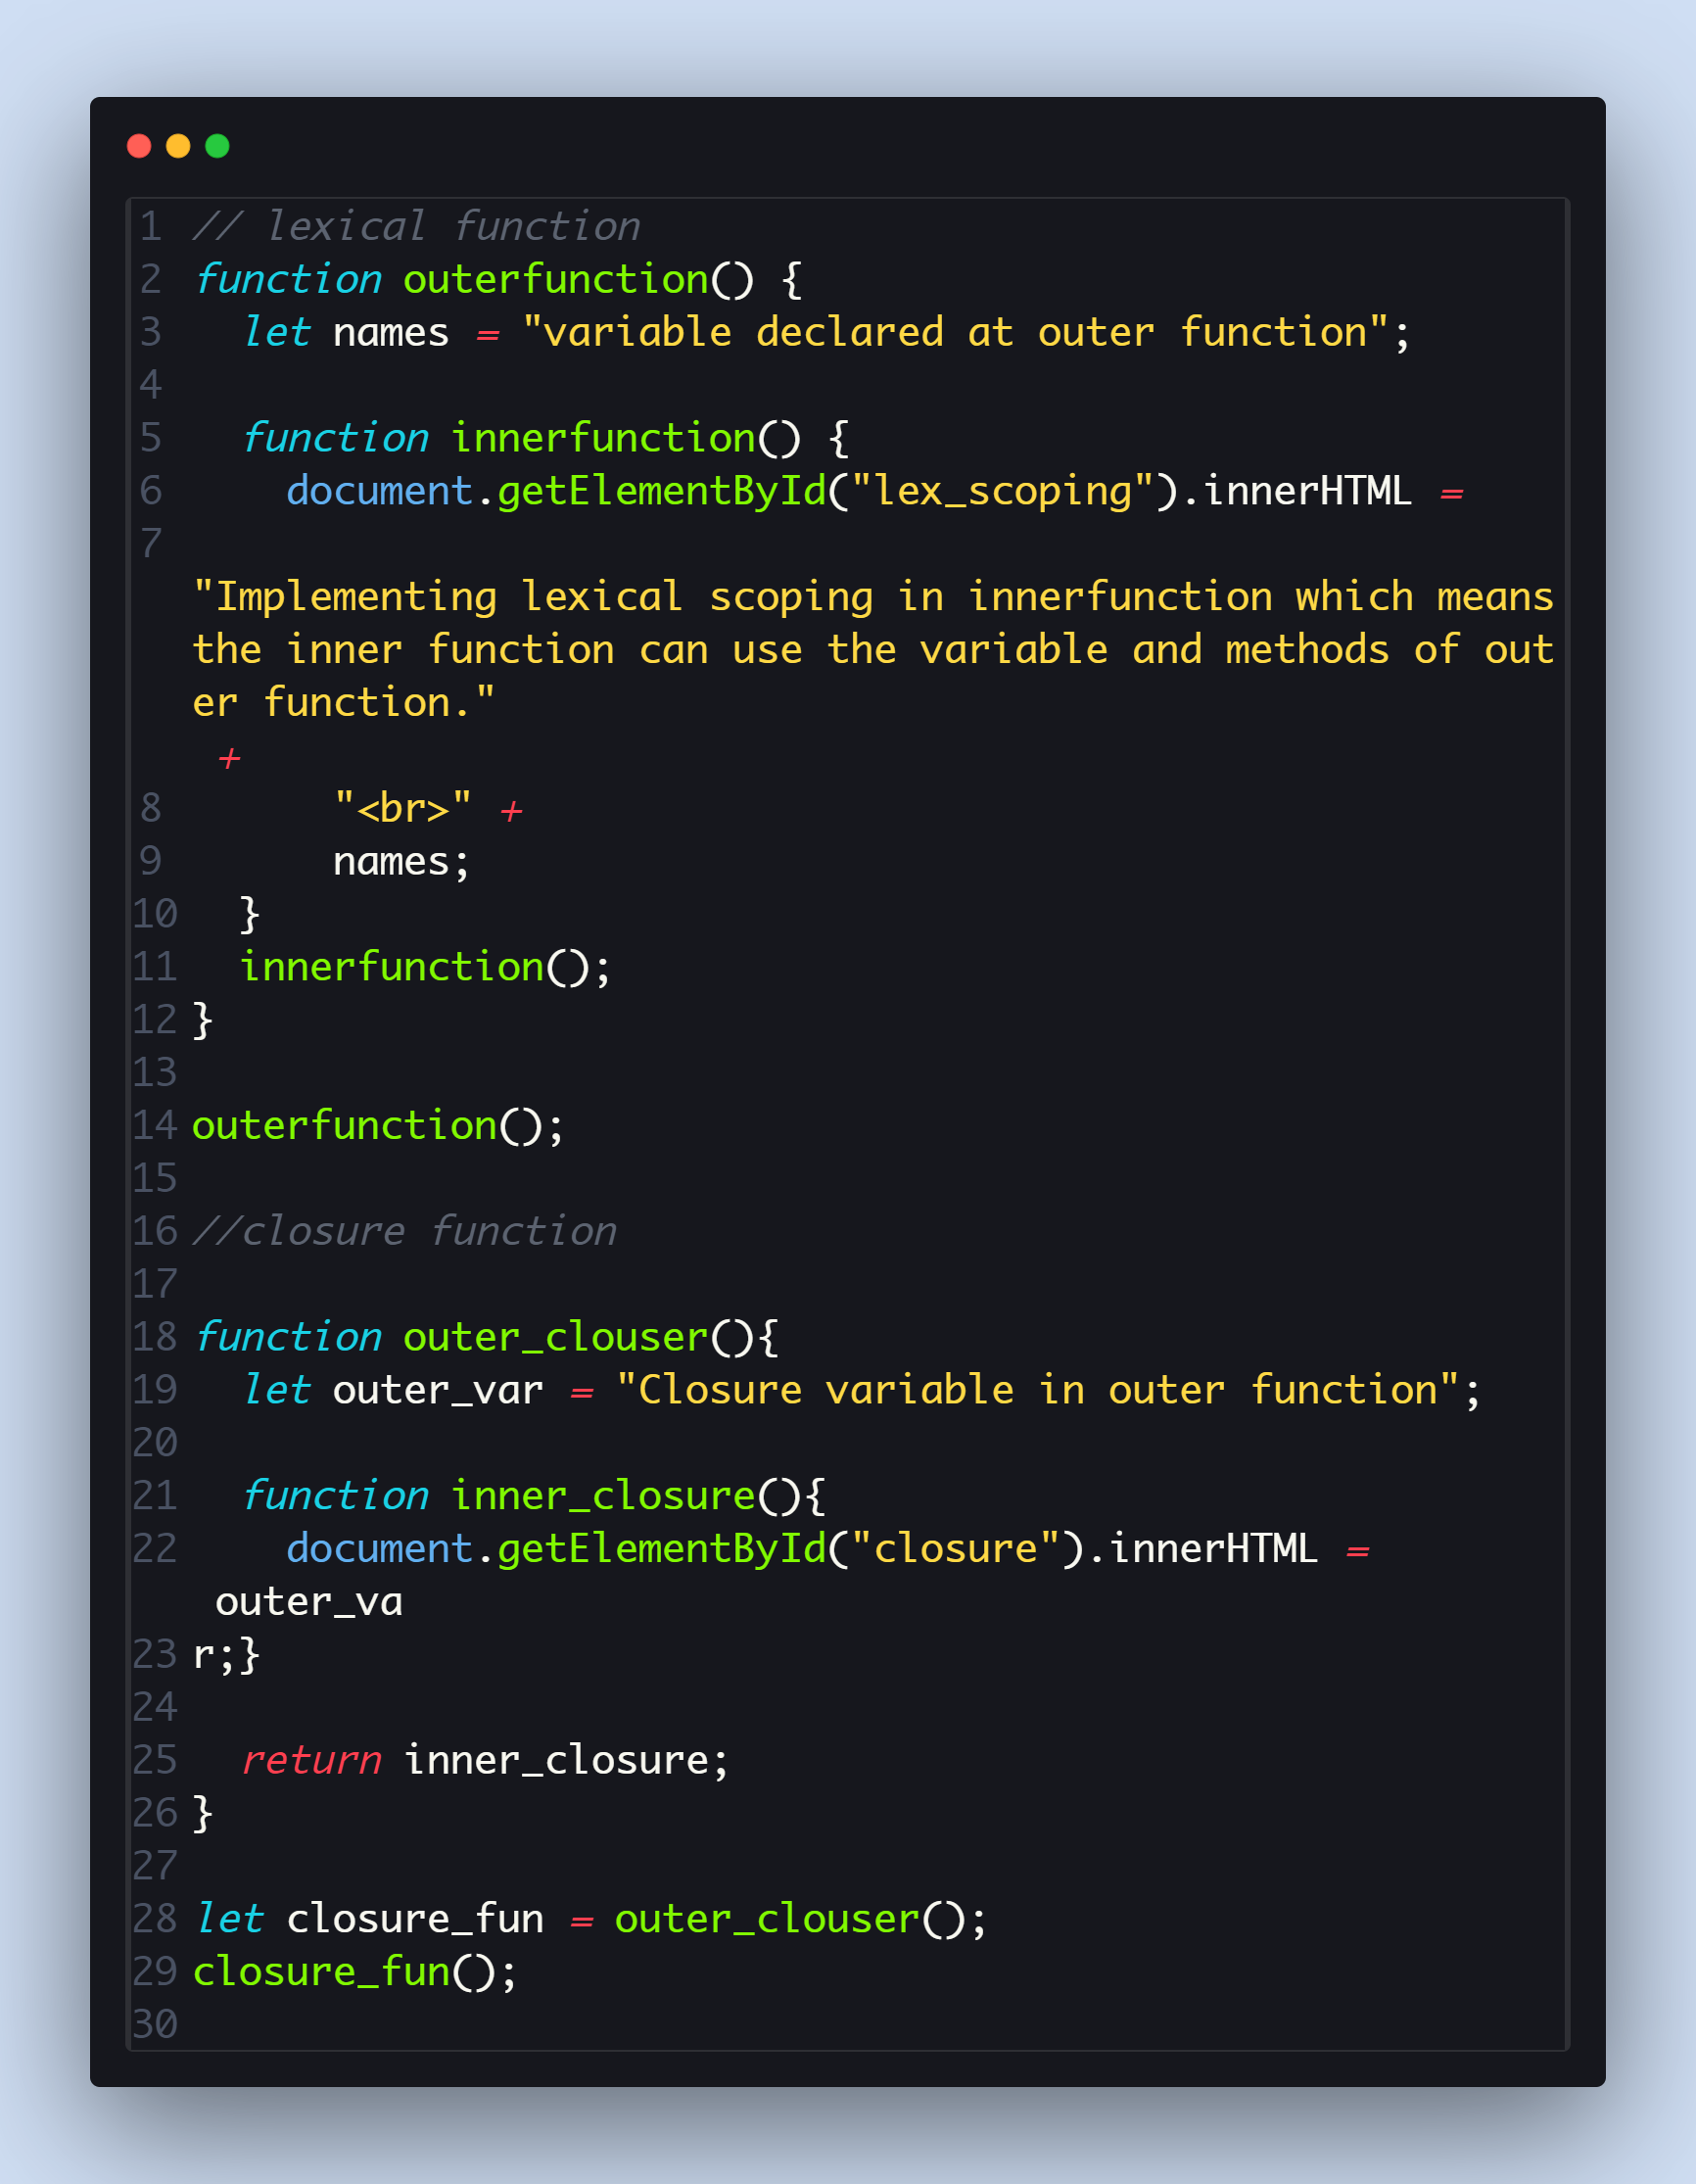 1 // lexical function
2 function outerfunction() {
3   let names = "variable declared at outer function";
4
5   function innerfunction() {
6     document.getElementById("lex_scoping").innerHTML =
7
"Implementing lexical scoping in innerfunction which means
the inner function can use the variable and methods of out
er function."
 +
8       "<br>" +
9       names;
10   }
11   innerfunction();
12 }
13
14 outerfunction();
15
16 //closure function
17
18 function outer_clouser(){
19   let outer_var = "Closure variable in outer function";
20
21   function inner_closure(){
22     document.getElementById("closure").innerHTML =
 outer_va
23 r;}
24
25   return inner_closure;
26 }
27
28 let closure_fun = outer_clouser();
29 closure_fun();
30